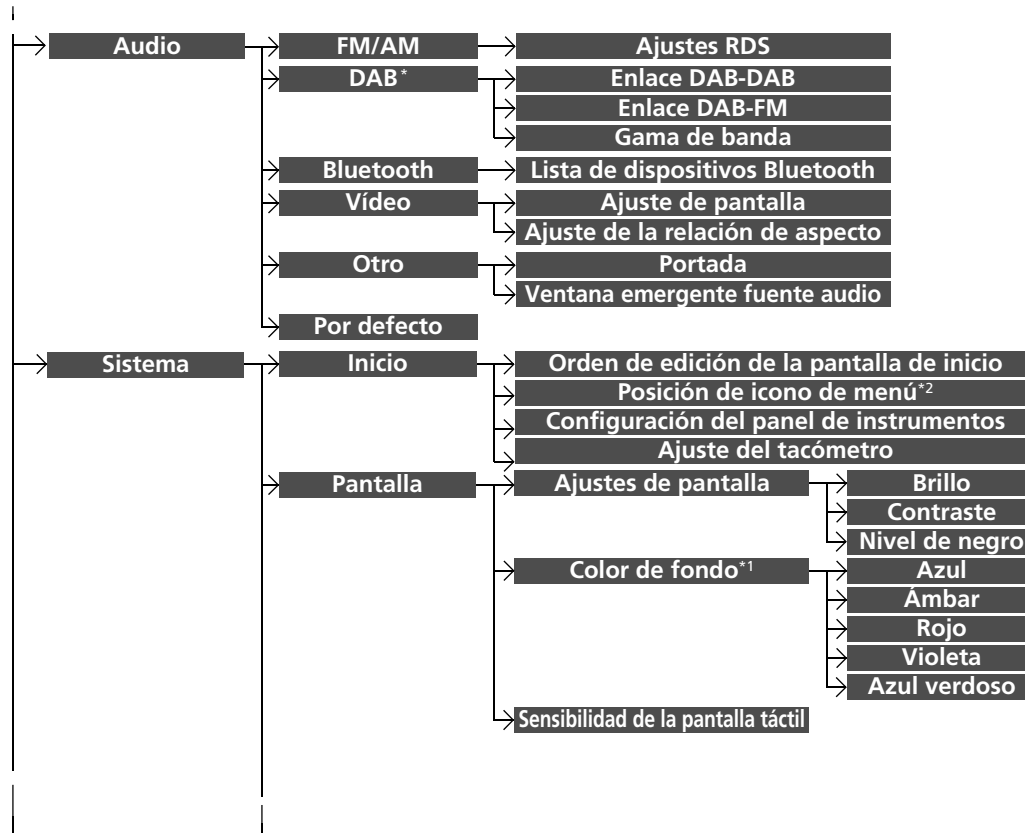 Audio
FM/AM
Ajustes RDS
DAB*
Enlace DAB-DAB
Enlace DAB-FM
Gama de banda
Bluetooth
Lista de dispositivos Bluetooth
Vídeo
Ajuste de pantalla
Ajuste de la relación de aspecto
Otro
Portada
Ventana emergente fuente audio
Por defecto
Sistema
Inicio
Orden de edición de la pantalla de inicio
Posición de icono de menú*2
Configuración del panel de instrumentos
Ajuste del tacómetro
Pantalla
Ajustes de pantalla
Brillo
Contraste
Nivel de negro
Color de fondo*1
Azul
Ámbar
Rojo
Violeta
Azul verdoso
Sensibilidad de la pantalla táctil